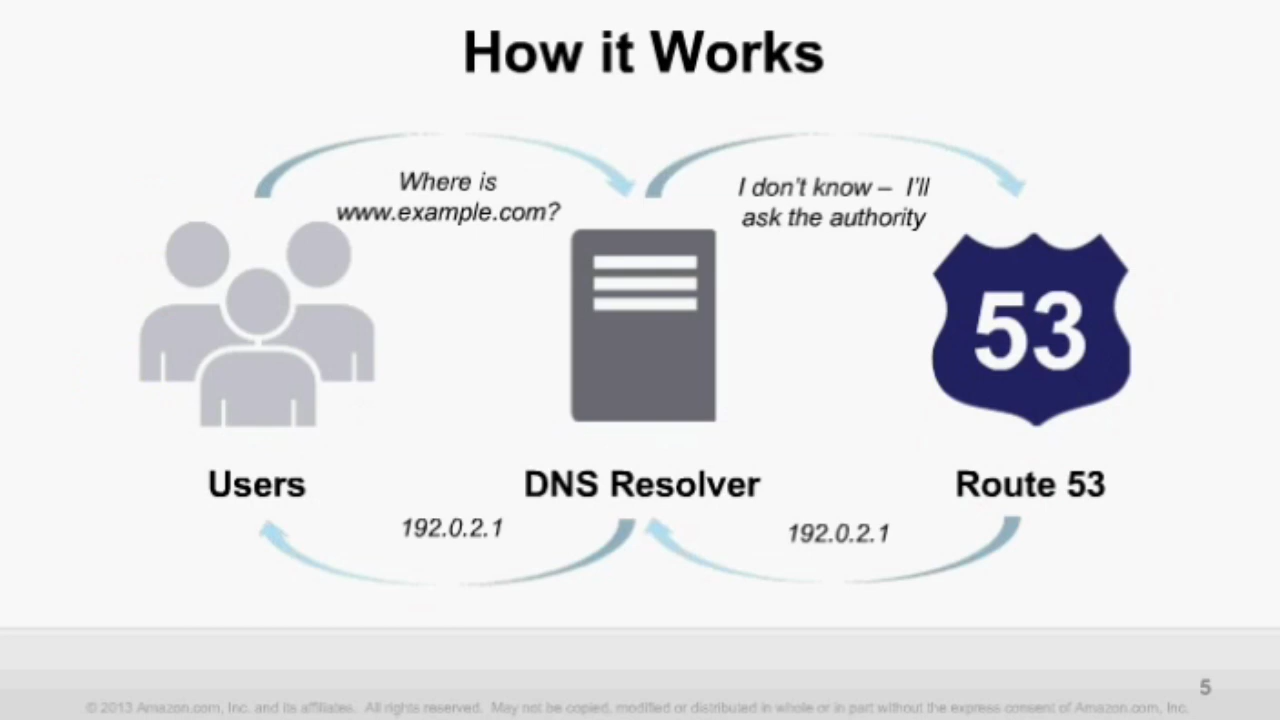 How it Works
Where is
www.example.com?
I don't know – I'll
ask the authority
53
Users
DNS Resolver
Route 53
192.0.2.1
192.0.2.1
5
© 2013 Amazon.com, Inc. and its affiliates. All rights reserved. May not be copied, modified or distributed in whole or in part without the express consent of Amazon.com, Inc.